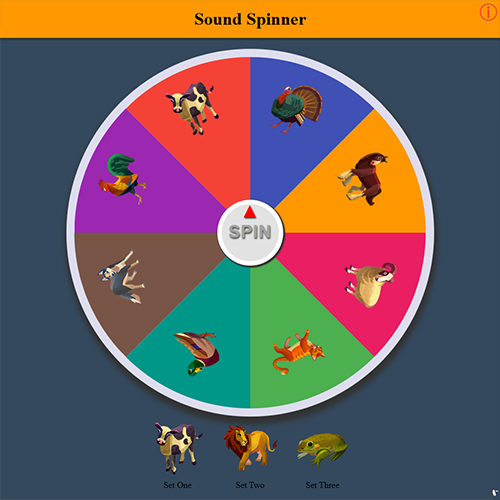 Sound Spinner
SPIN
Set One
Set Two
Set Three